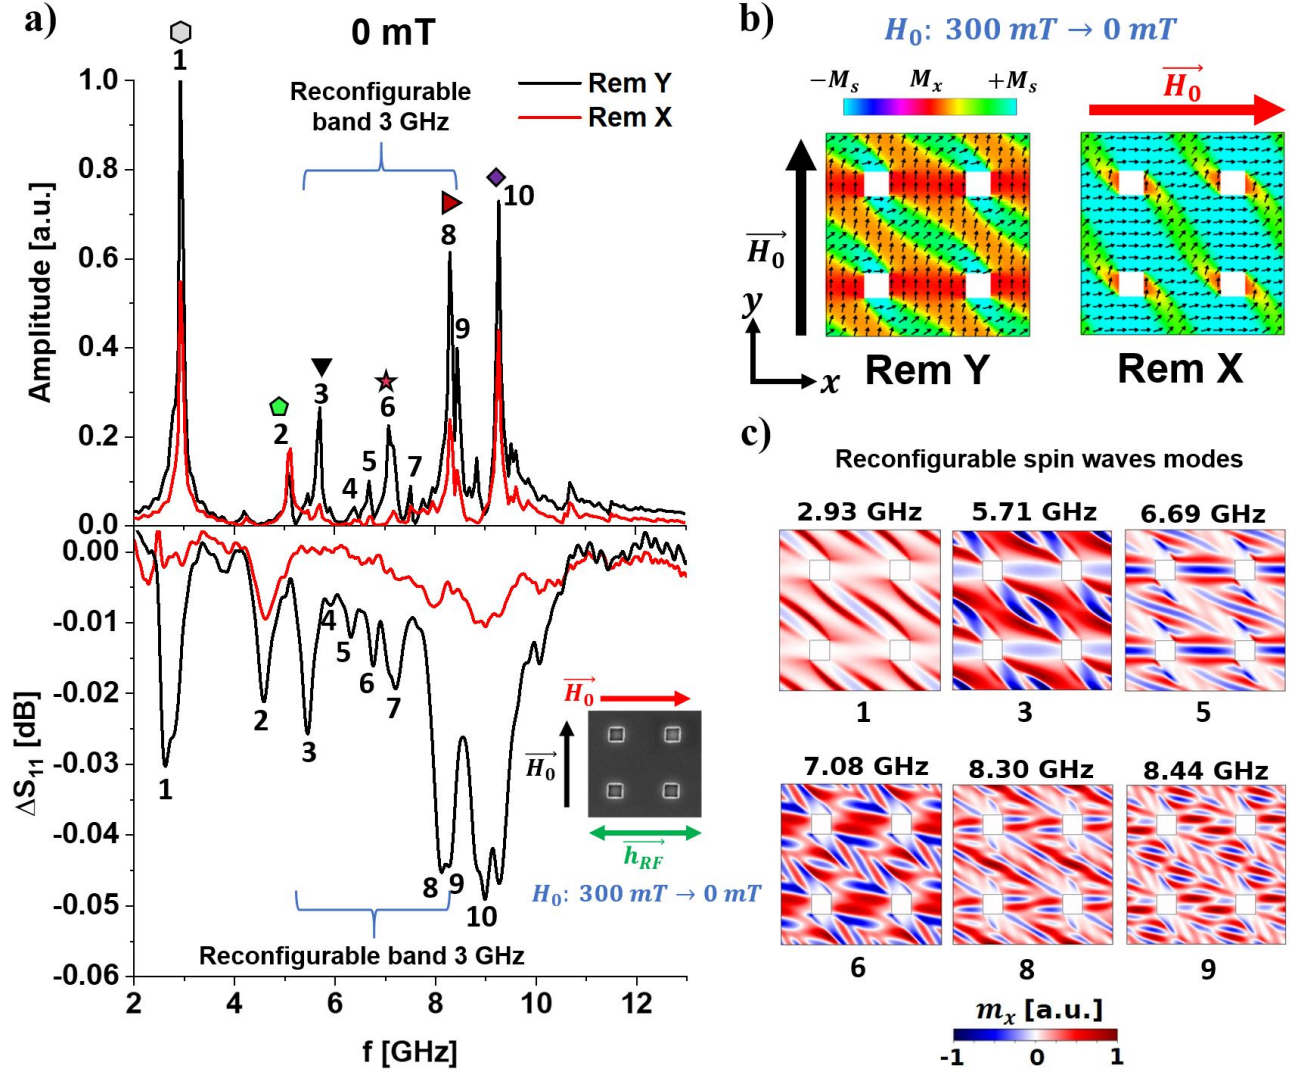 a)
0 mT
1
Reconfigurable
band 3 GHz
Rem Y
Rem X
1.0
0.8
0.6
0.4
0.2
0.0
Amplitude [a.u.]
2
3
4
5
6
7
8
9
10
0.00
-0.01
-0.02
-0.03
-0.04
-0.05
-0.06
ΔS11 [dB]
1
2
3
4
5
6
7
8
9
10
H0
H0
hRF
H0: 300 mT → 0 mT
Reconfigurable band 3 GHz
2
4
6
8
10
12
f [GHz]
b)
H0: 300 mT → 0 mT
−Ms Mx +Ms
H0
H0
y
x
Rem Y
Rem X
c)
Reconfigurable spin waves modes
2.93 GHz
5.71 GHz
6.69 GHz
1
3
5
7.08 GHz
8.30 GHz
8.44 GHz
6
8
9
mx [a.u.]
-1
0
1